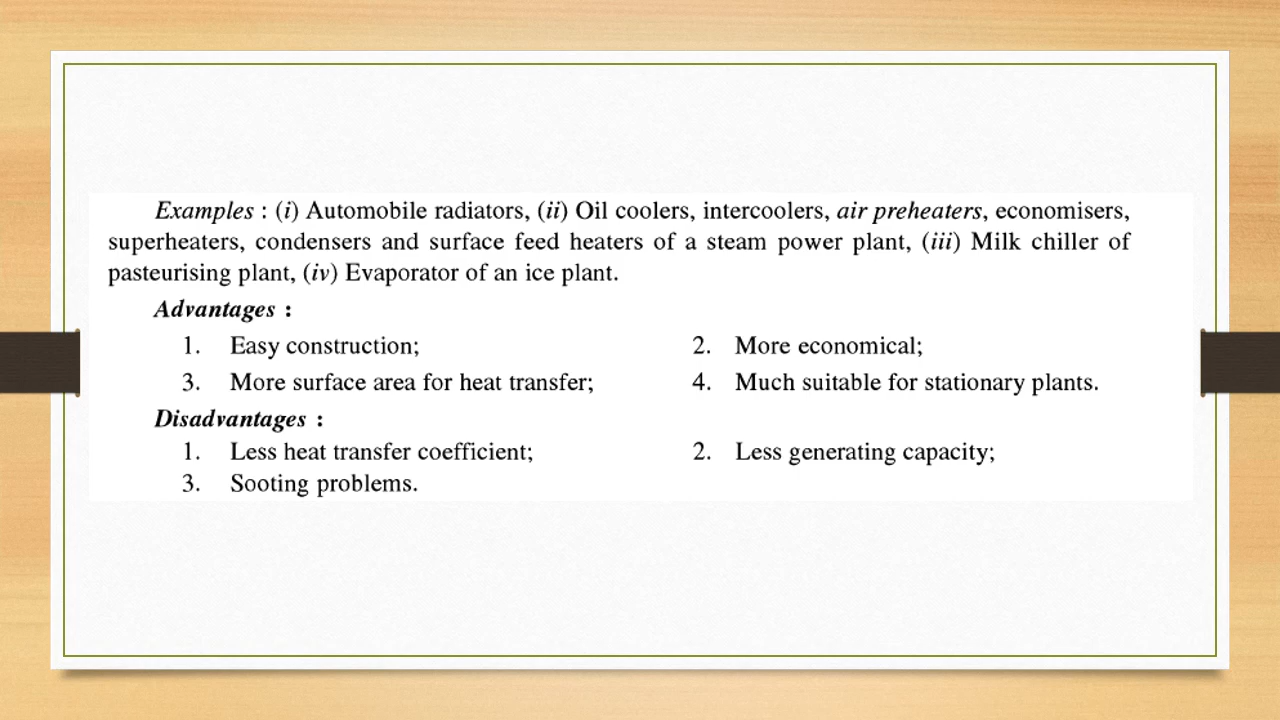 Examples : (i) Automobile radiators, (ii) Oil coolers, intercoolers, air preheaters, economisers,
superheaters, condensers and surface feed heaters of a steam power plant, (iii) Milk chiller of
pasteurising plant, (iv) Evaporator of an ice plant.
Advantages :
1. Easy construction; 2. More economical;
3. More surface area for heat transfer; 4. Much suitable for stationary plants.
Disadvantages :
1. Less heat transfer coefficient; 2. Less generating capacity;
3. Sooting problems.